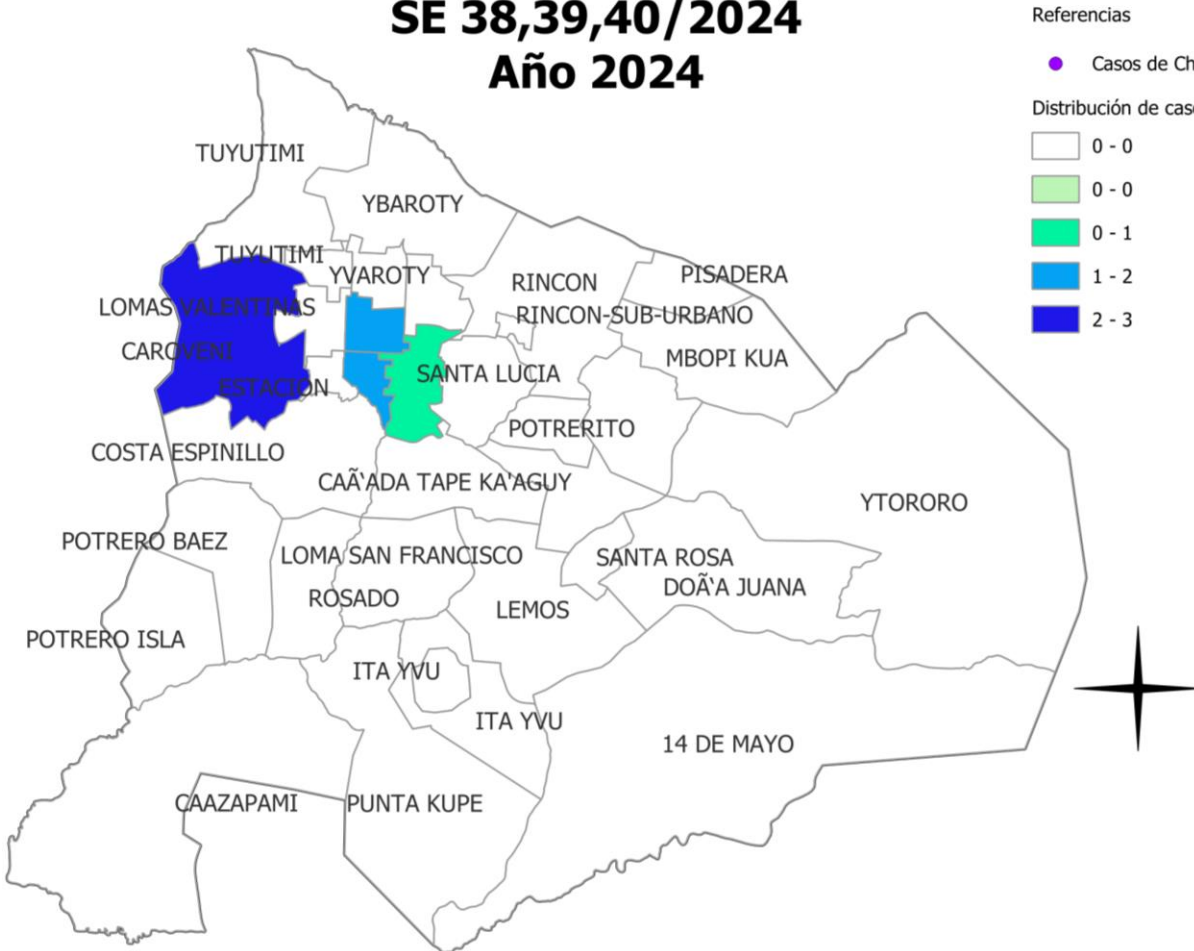 SE 38,39,40/2024
Año 2024
Referencias
Casos de Ch
Distribución de caso
0 - 0
0 - 0
0 - 1
1 - 2
2 - 3
TUYUTIMI
YBAROTY
TUYUTIMI
YVAROTY
RINCON
PISADERA
LOMAS VALENTINAS
RINCON-SUB-URBANO
CAROVENI
MBOPI KUA
ESTACION
SANTA LUCIA
POTRERITO
COSTA ESPINILLO
CAÃ‘ADA TAPE KA'AGUY
YTORORO
POTRERO BAEZ
LOMA SAN FRANCISCO
SANTA ROSA
DOÃ‘A JUANA
ROSADO
LEMOS
POTRERO ISLA
ITA YVU
ITA YVU
14 DE MAYO
CAAZAPAMI
PUNTA KUPE